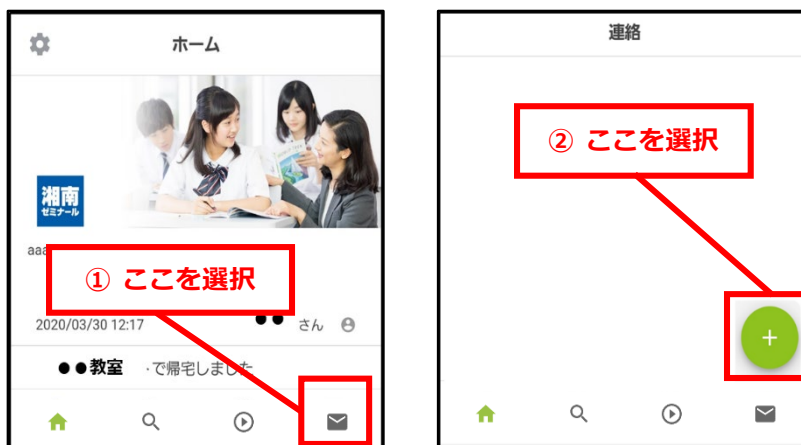 ホーム
湘南
ゼミナール
aaa
① ここを選択
2020/03/30 12:17 ●● さん
●●教室 ・で帰宅しました
連絡
② ここを選択
+